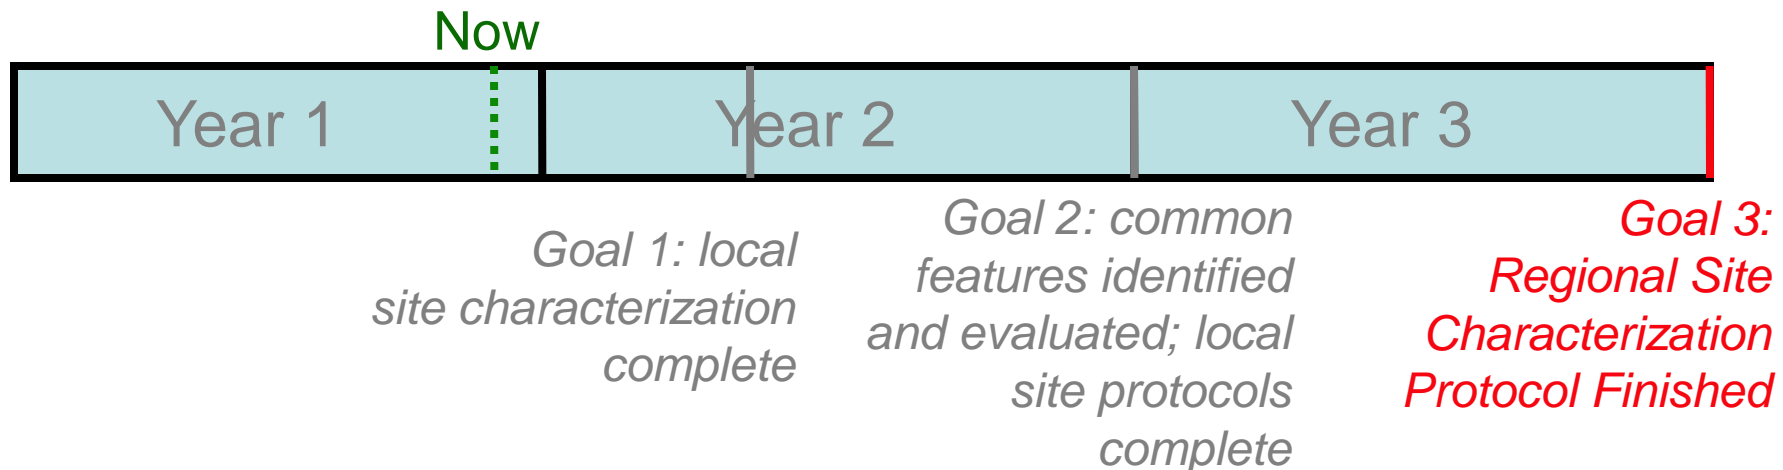 Now
Year 1
Year 2
Year 3
Goal 1: local
site characterization
complete
Goal 2: common
features identified
and evaluated; local
site protocols
complete
Goal 3:
Regional Site
Characterization
Protocol Finished